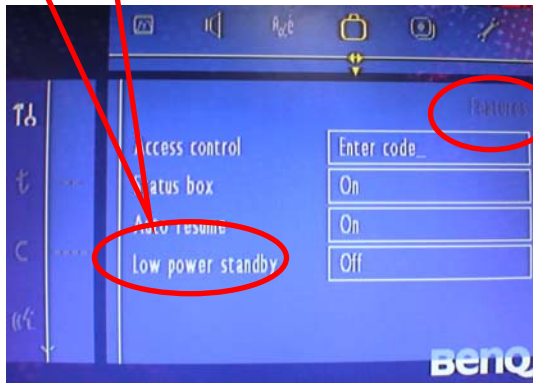 Features
Access control Enter code_
Status box On
Auto resume On
Low power standby Off
BenQ